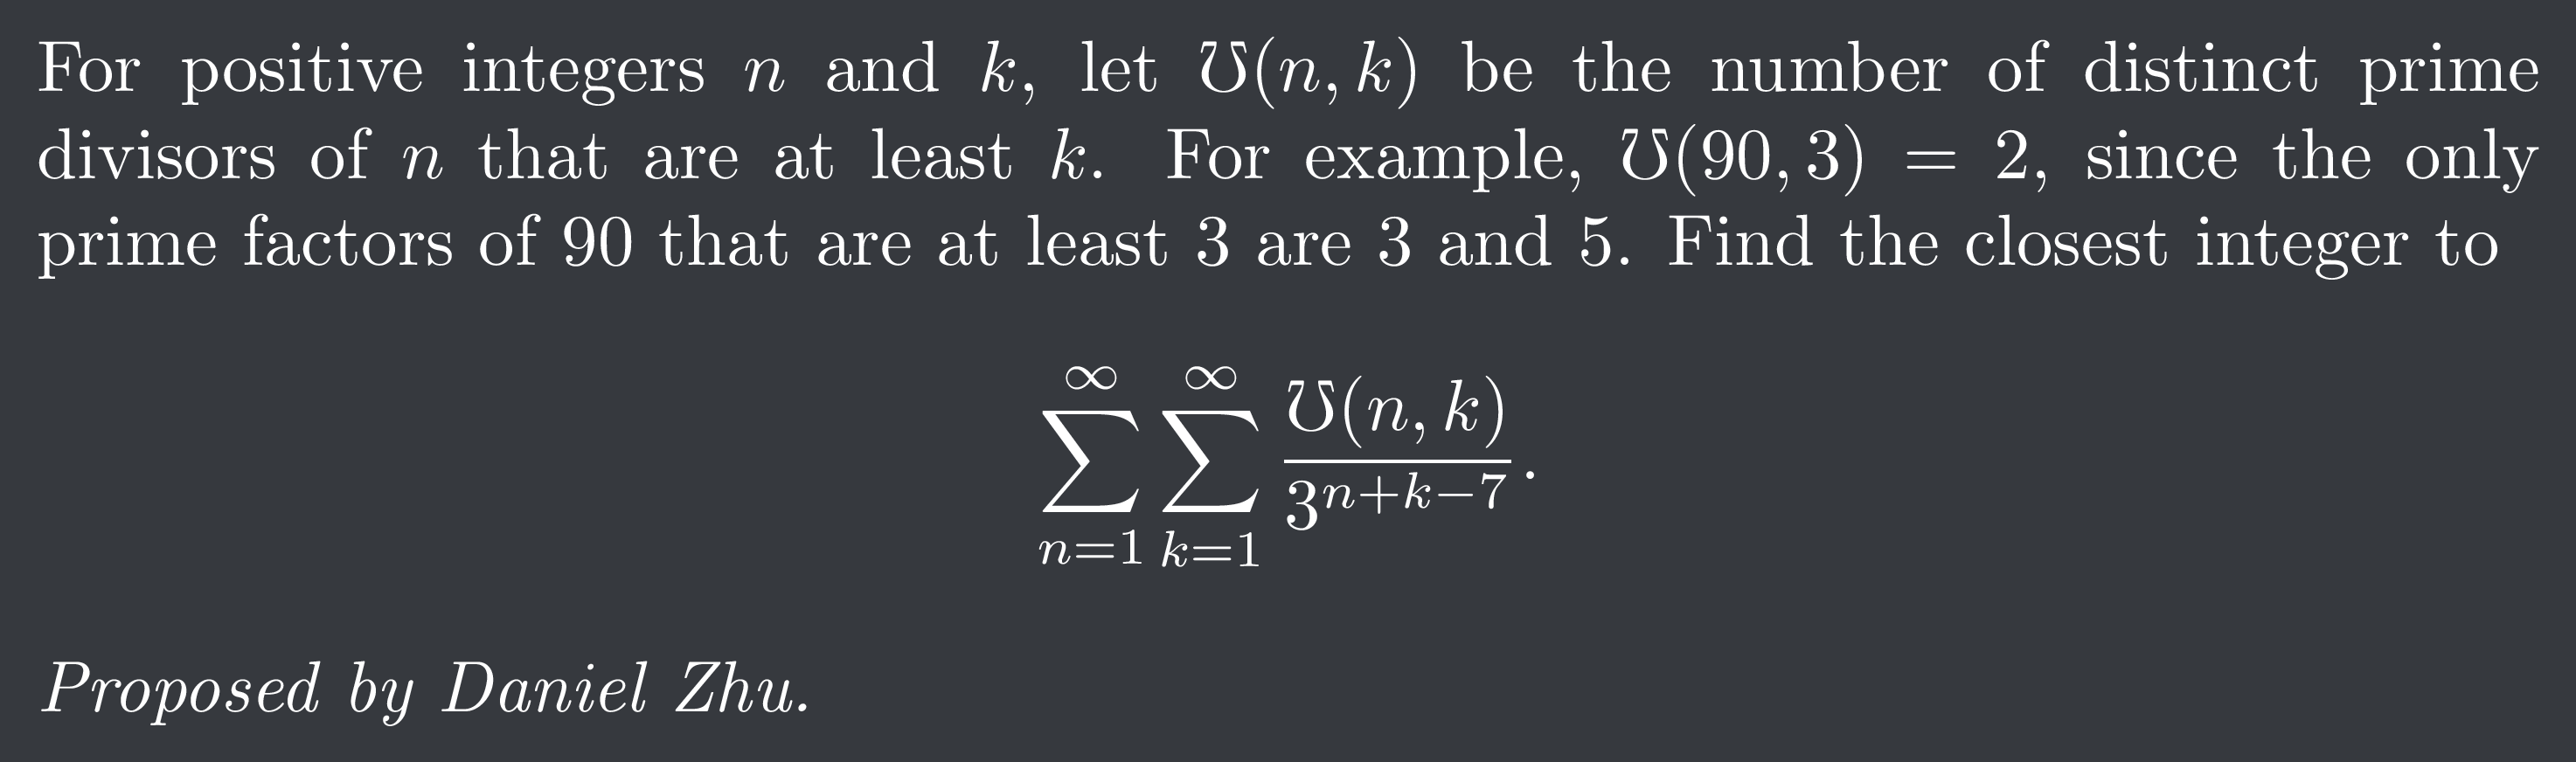 For positive integers n and k, let ℧(n, k) be the number of distinct prime
divisors of n that are at least k. For example, ℧(90, 3) = 2, since the only
prime factors of 90 that are at least 3 are 3 and 5. Find the closest integer to
∑_{n=1}^{∞} ∑_{k=1}^{∞} ℧(n, k) / 3^{n+k−7}.
Proposed by Daniel Zhu.